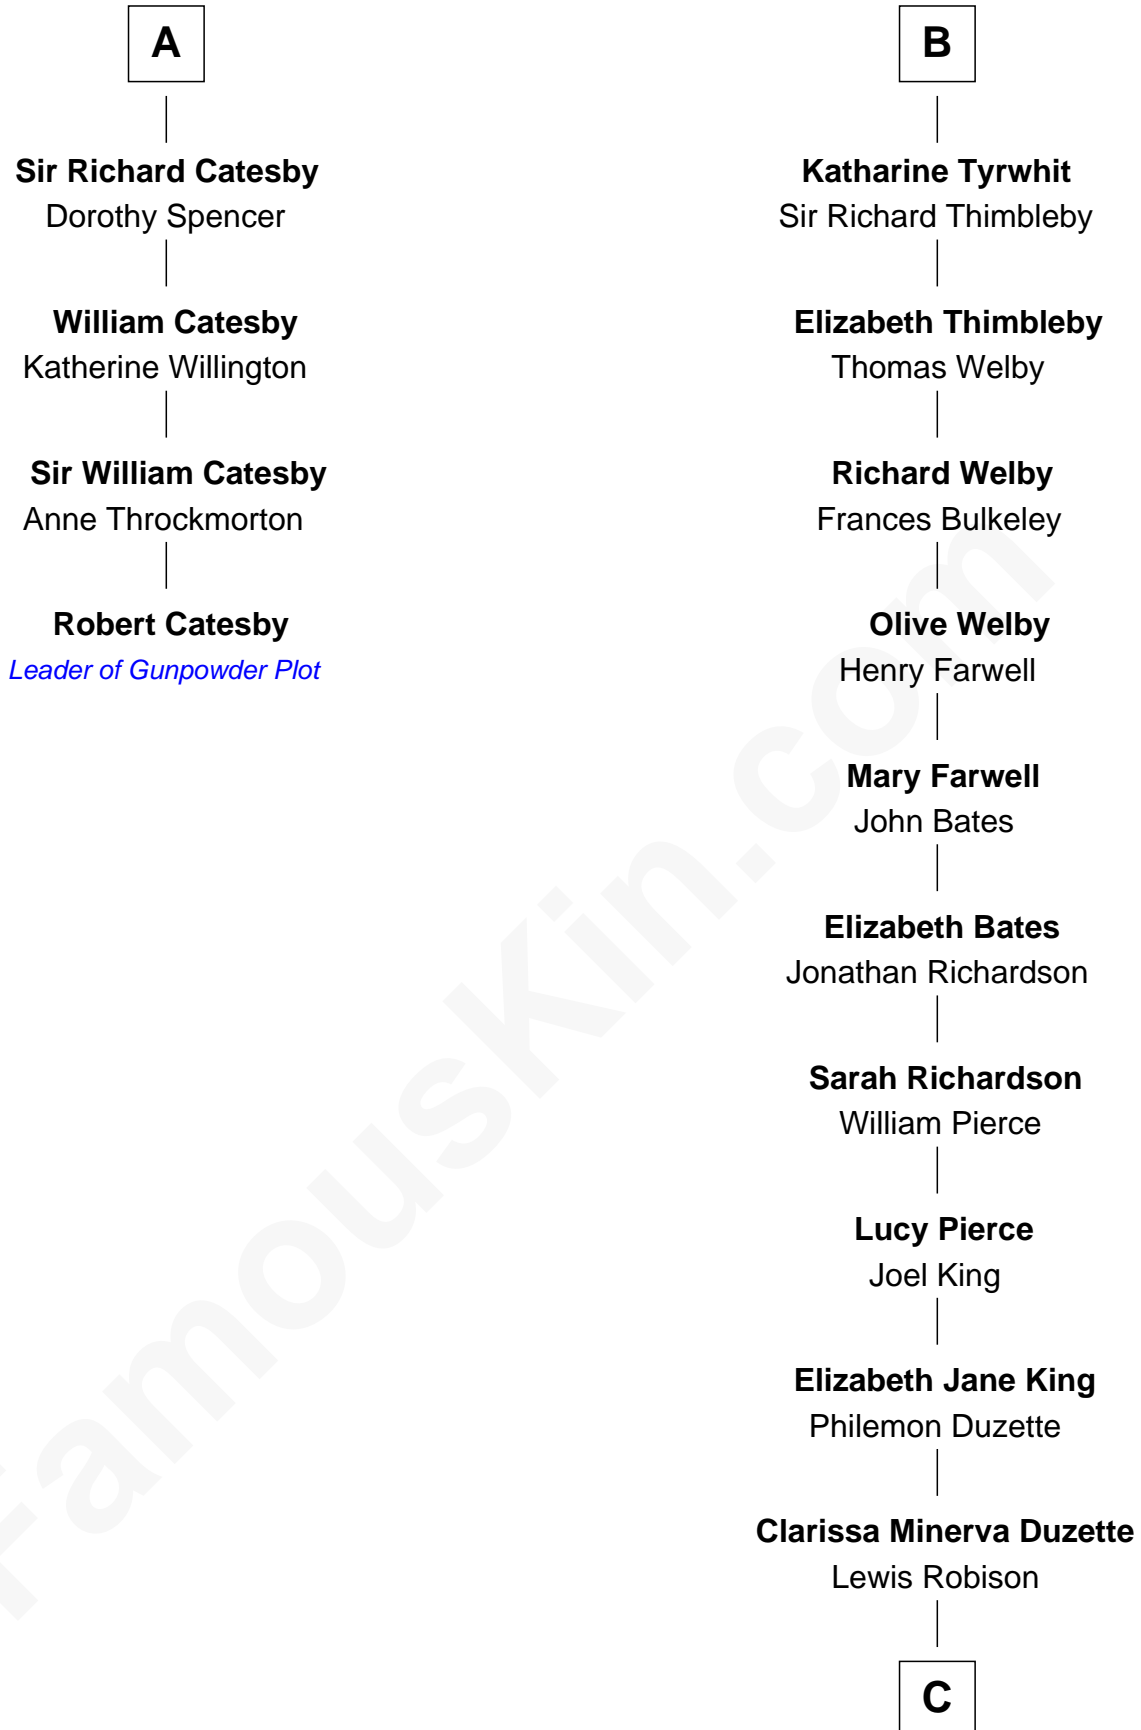 A
Sir Richard Catesby
Dorothy Spencer
William Catesby
Katherine Willington
Sir William Catesby
Anne Throckmorton
Robert Catesby
Leader of Gunpowder Plot
B
Katharine Tyrwhit
Sir Richard Thimbleby
Elizabeth Thimbleby
Thomas Welby
Richard Welby
Frances Bulkeley
Olive Welby
Henry Farwell
Mary Farwell
John Bates
Elizabeth Bates
Jonathan Richardson
Sarah Richardson
William Pierce
Lucy Pierce
Joel King
Elizabeth Jane King
Philemon Duzette
Clarissa Minerva Duzette
Lewis Robison
C
FamousKin.com